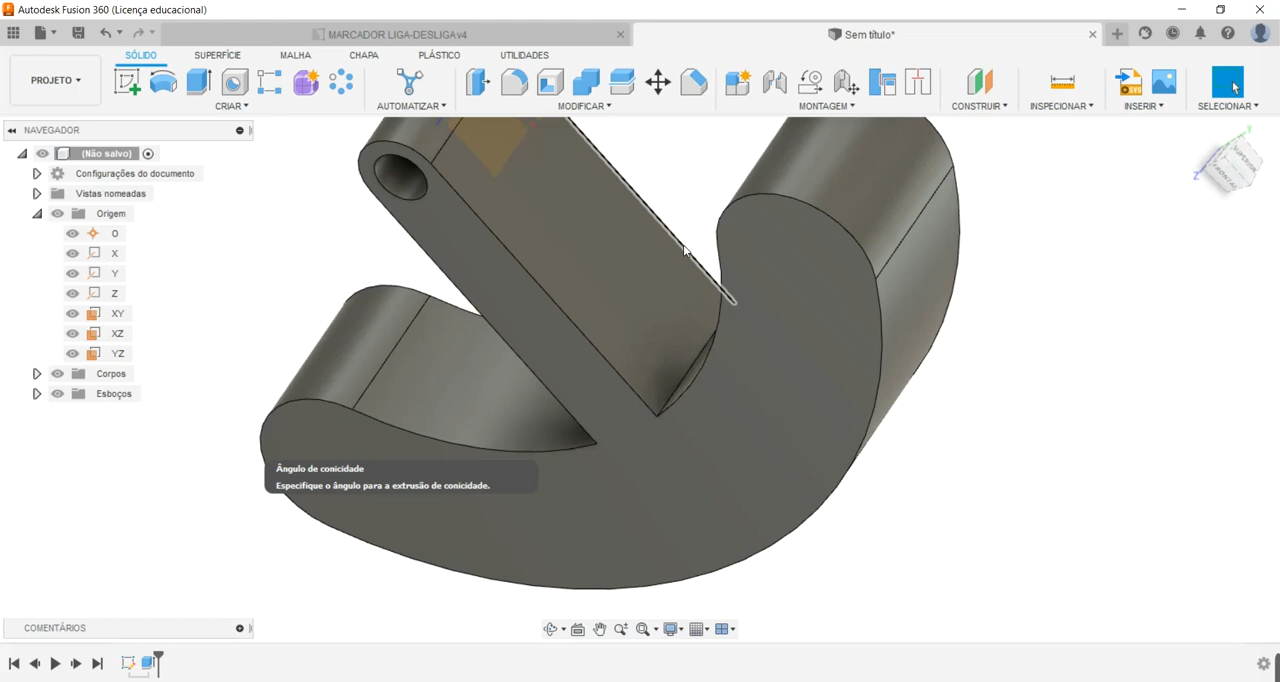 Autodesk Fusion 360 (Licença educacional)
MARCADOR LIGA-DESLIGA v4
Sem título*
SÓLIDO SUPERFÍCIE MALHA CHAPA PLÁSTICO UTILIDADES
PROJETO
CRIAR AUTOMATIZAR MODIFICAR MONTAGEM CONSTRUIR INSPECIONAR INSERIR SELECIONAR
NAVEGADOR
(Não salvo)
Configurações do documento
Vistas nomeadas
Origem
O
X
Y
Z
XY
XZ
YZ
Corpos
Esboços
Ângulo de conicidade
Especifique o ângulo para a extrusão de conicidade.
SUPERIOR
FRONTAL
Z
Y
COMENTÁRIOS